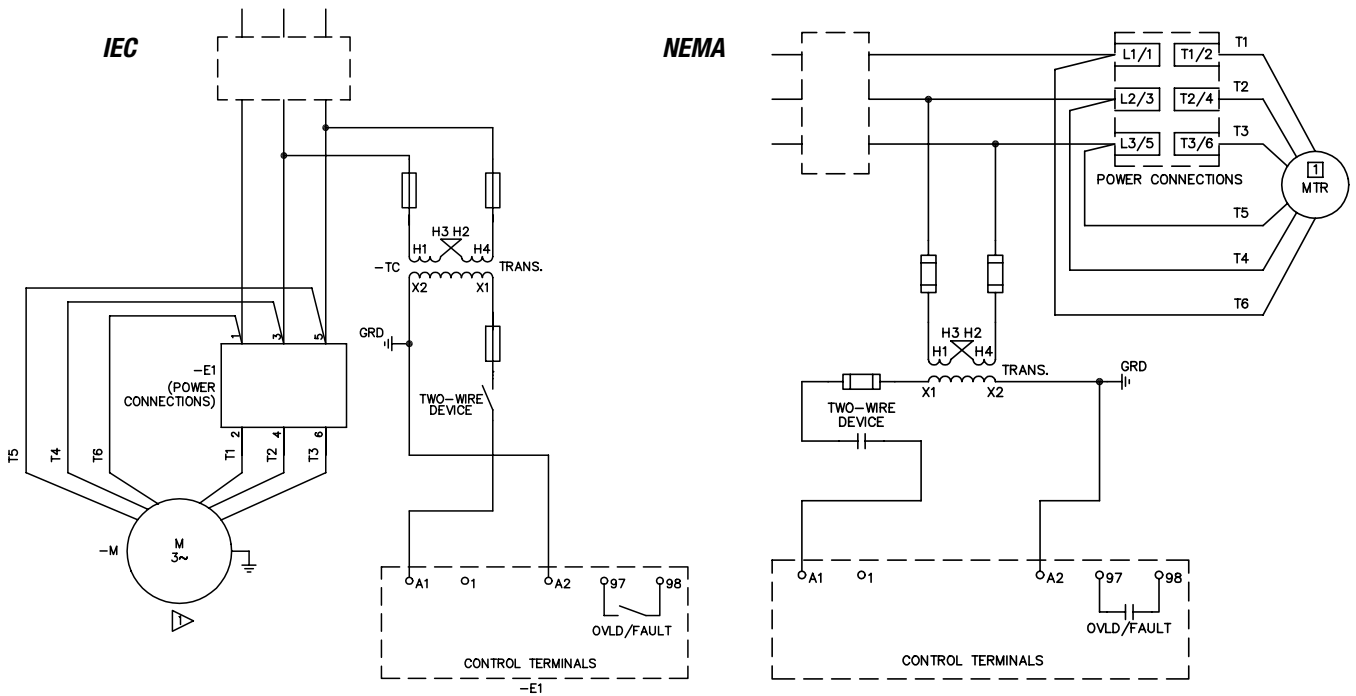 IEC
H3 H2
H1
H4
-TC
TRANS.
X2
X1
GRD
1
3
5
-E1
(POWER
CONNECTIONS)
TWO-WIRE
DEVICE
2
4
6
T5
T4
T6
T1
T2
T3
-M
M
3~
1
A1
1
A2
97
98
OVLD/FAULT
CONTROL TERMINALS
-E1
NEMA
L1/1
T1/2
T1
L2/3
T2/4
T2
L3/5
T3/6
T3
POWER CONNECTIONS
1
MTR
T5
T4
T6
H3 H2
H1
H4
TRANS.
X1
X2
GRD
TWO-WIRE
DEVICE
A1
1
A2
97
98
OVLD/FAULT
CONTROL TERMINALS